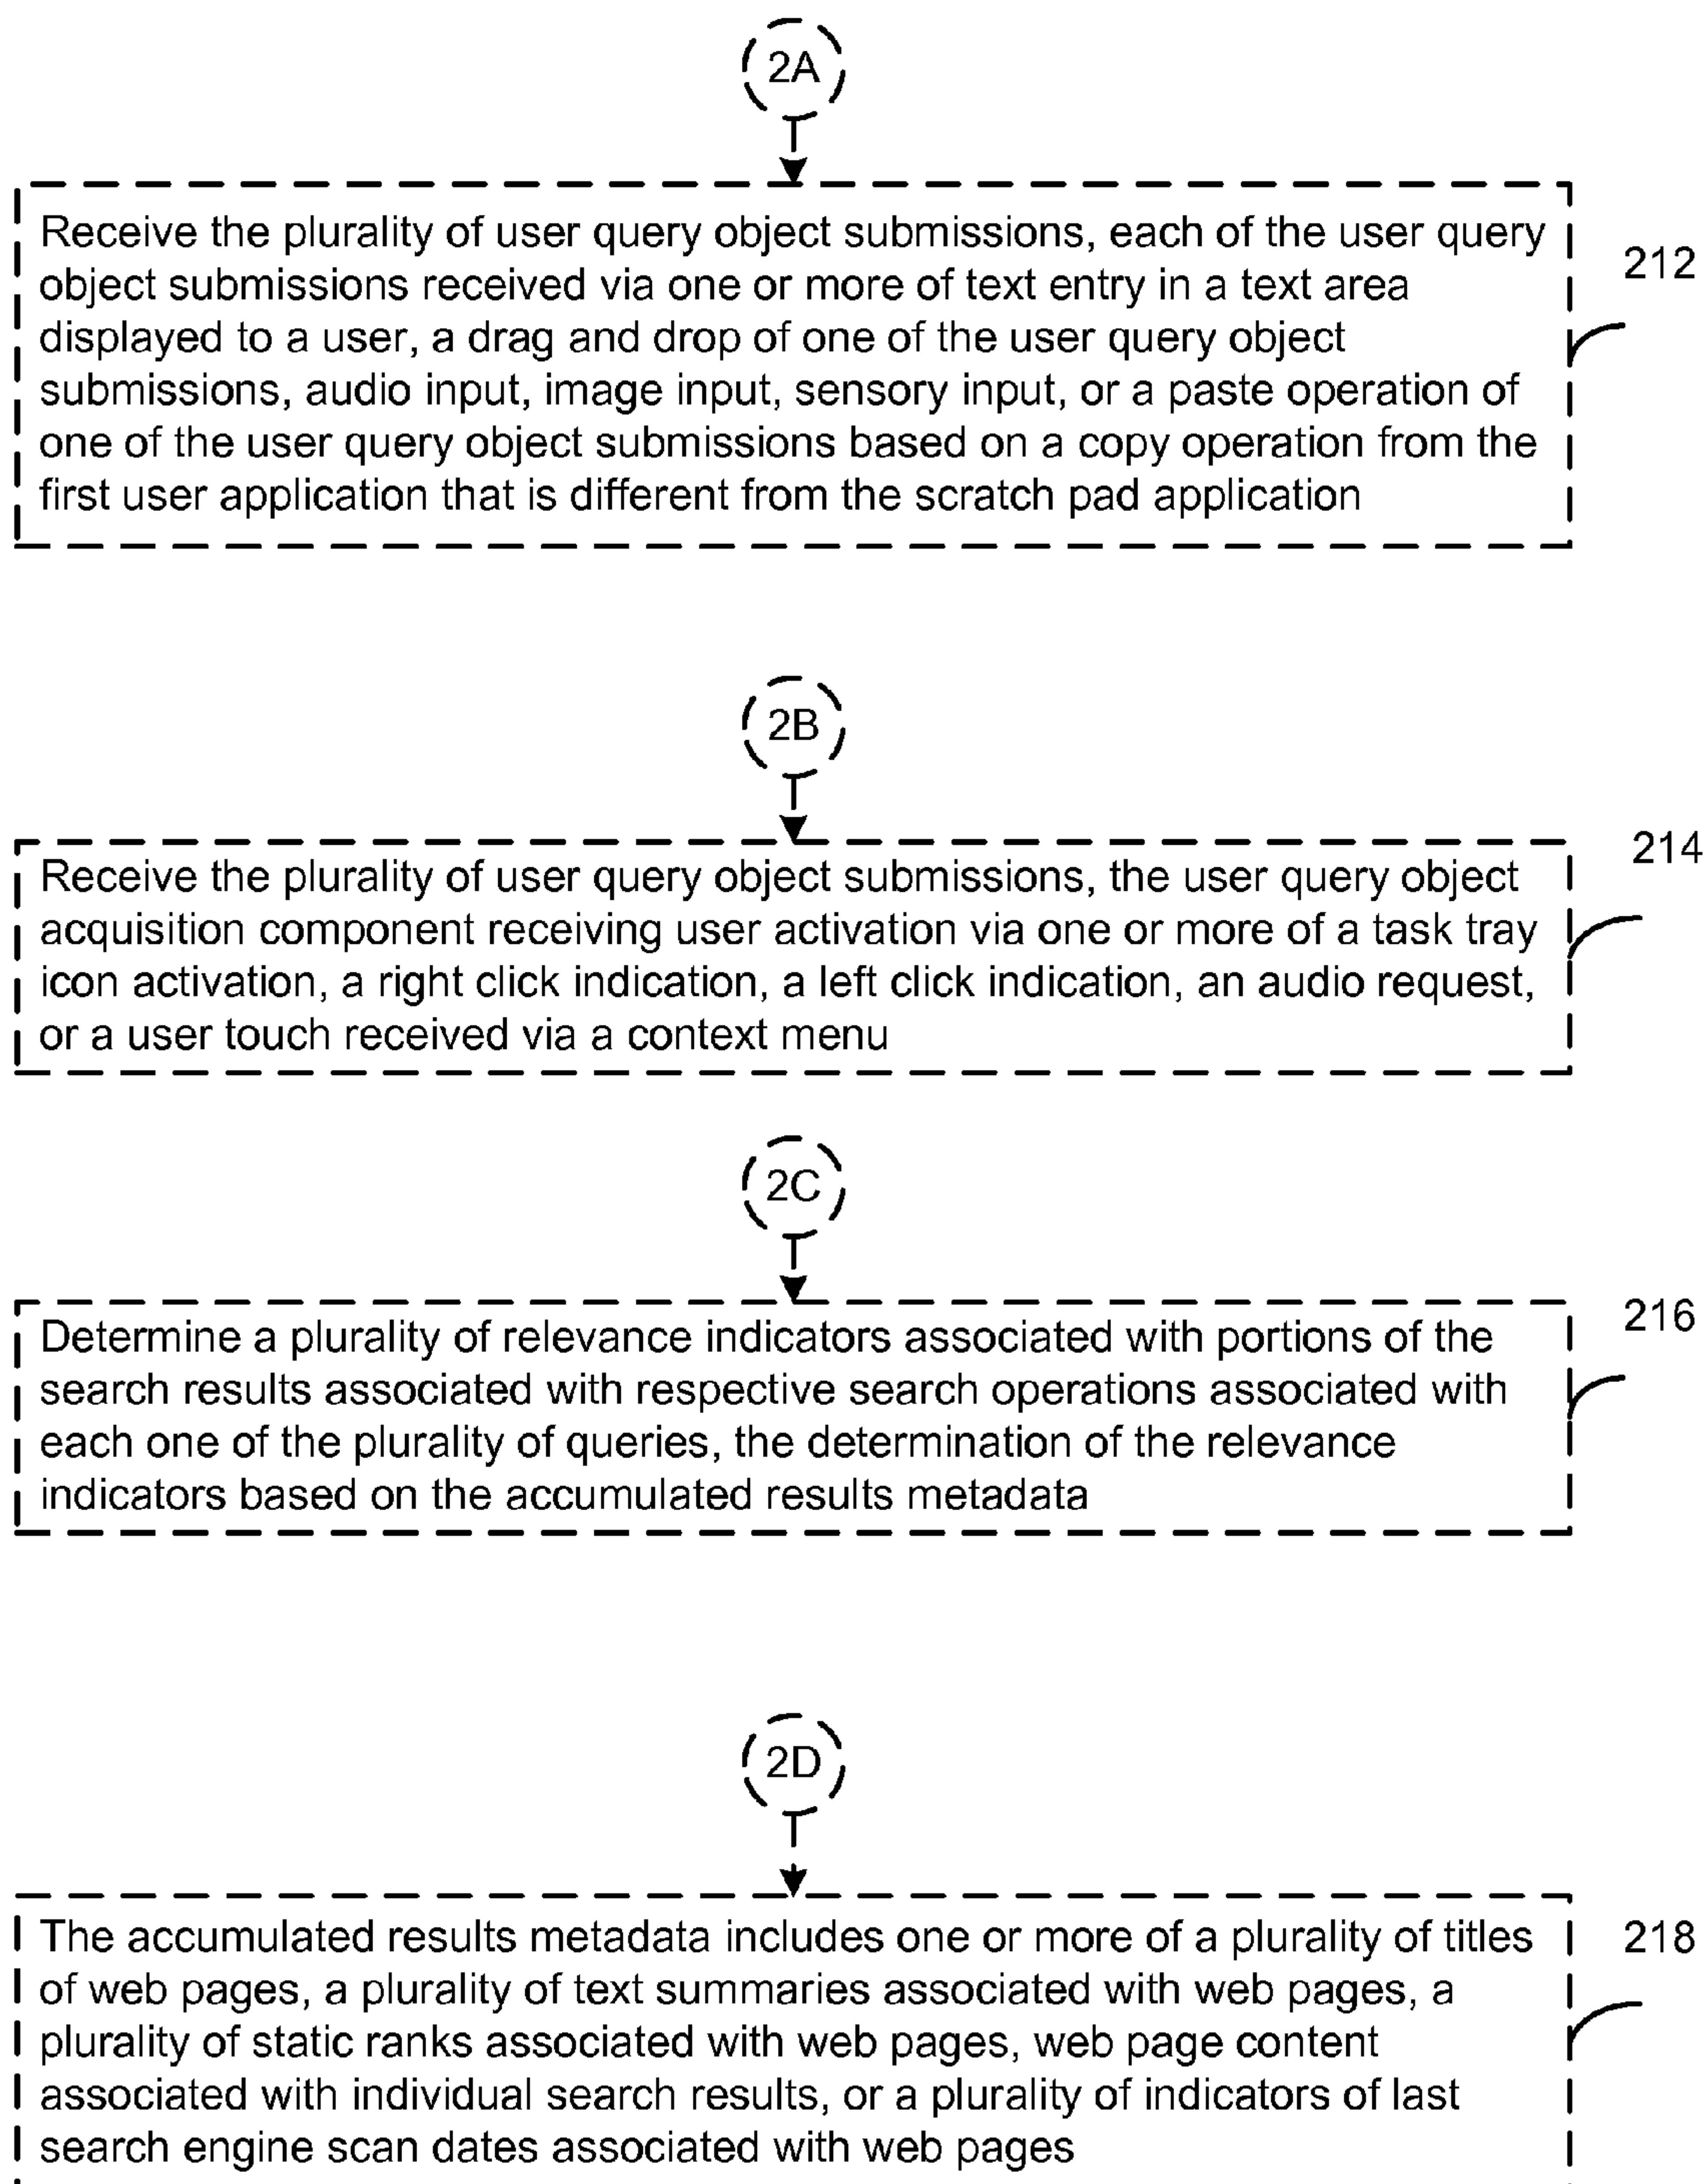 2A
Receive the plurality of user query object submissions, each of the user query
object submissions received via one or more of text entry in a text area
displayed to a user, a drag and drop of one of the user query object
submissions, audio input, image input, sensory input, or a paste operation of
one of the user query object submissions based on a copy operation from the
first user application that is different from the scratch pad application
212
2B
Receive the plurality of user query object submissions, the user query object
acquisition component receiving user activation via one or more of a task tray
icon activation, a right click indication, a left click indication, an audio request,
or a user touch received via a context menu
214
2C
Determine a plurality of relevance indicators associated with portions of the
search results associated with respective search operations associated with
each one of the plurality of queries, the determination of the relevance
indicators based on the accumulated results metadata
216
2D
The accumulated results metadata includes one or more of a plurality of titles
of web pages, a plurality of text summaries associated with web pages, a
plurality of static ranks associated with web pages, web page content
associated with individual search results, or a plurality of indicators of last
search engine scan dates associated with web pages
218